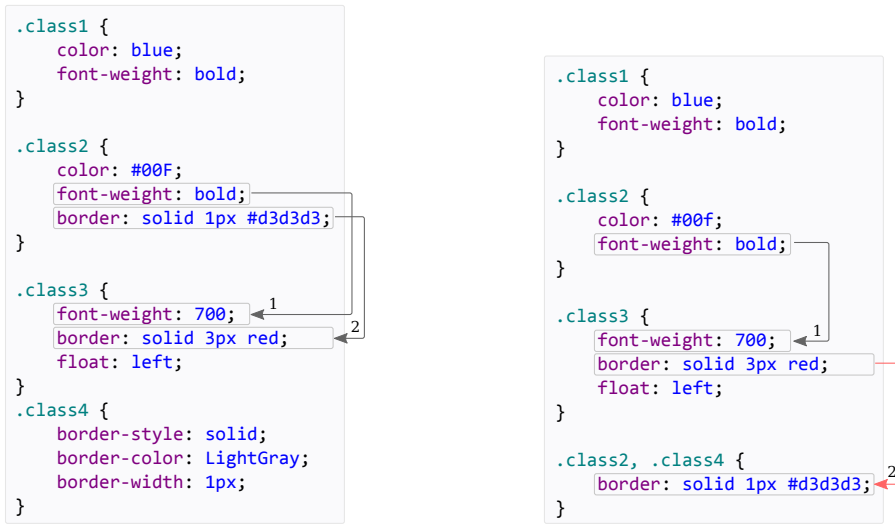 .class1 {
color: blue;
font-weight: bold;
}
.class2 {
color: #00F;
font-weight: bold;
border: solid 1px #d3d3d3;
}
.class3 {
font-weight: 700;
1
border: solid 3px red;
2
float: left;
}
.class4 {
border-style: solid;
border-color: LightGray;
border-width: 1px;
}
.class1 {
color: blue;
font-weight: bold;
}
.class2 {
color: #00f;
font-weight: bold;
}
.class3 {
font-weight: 700;
1
border: solid 3px red;
float: left;
}
.class2, .class4 {
border: solid 1px #d3d3d3;
2
}